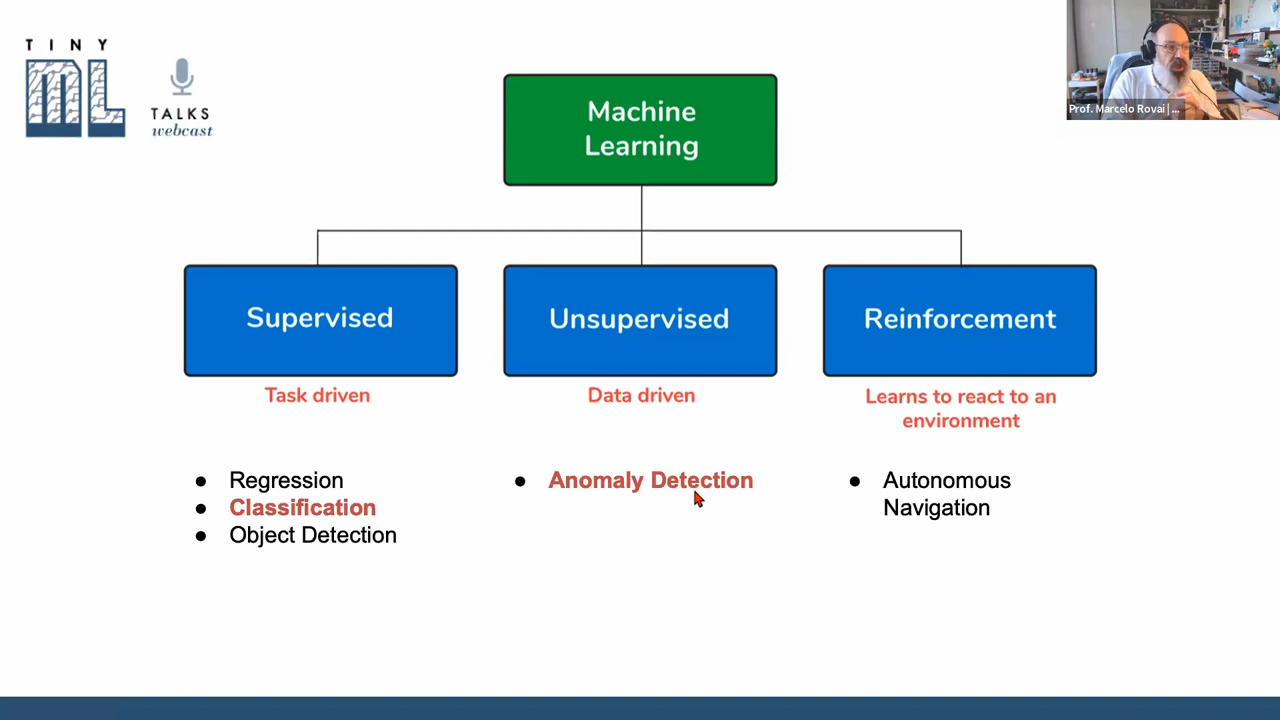 TINY
ML
TALKS
webcast
Prof. Marcelo Rovai | ...
Machine
Learning
Supervised
Unsupervised
Reinforcement
Task driven
Data driven
Learns to react to an
environment
● Regression
● Classification
● Object Detection
● Anomaly Detection
● Autonomous
Navigation